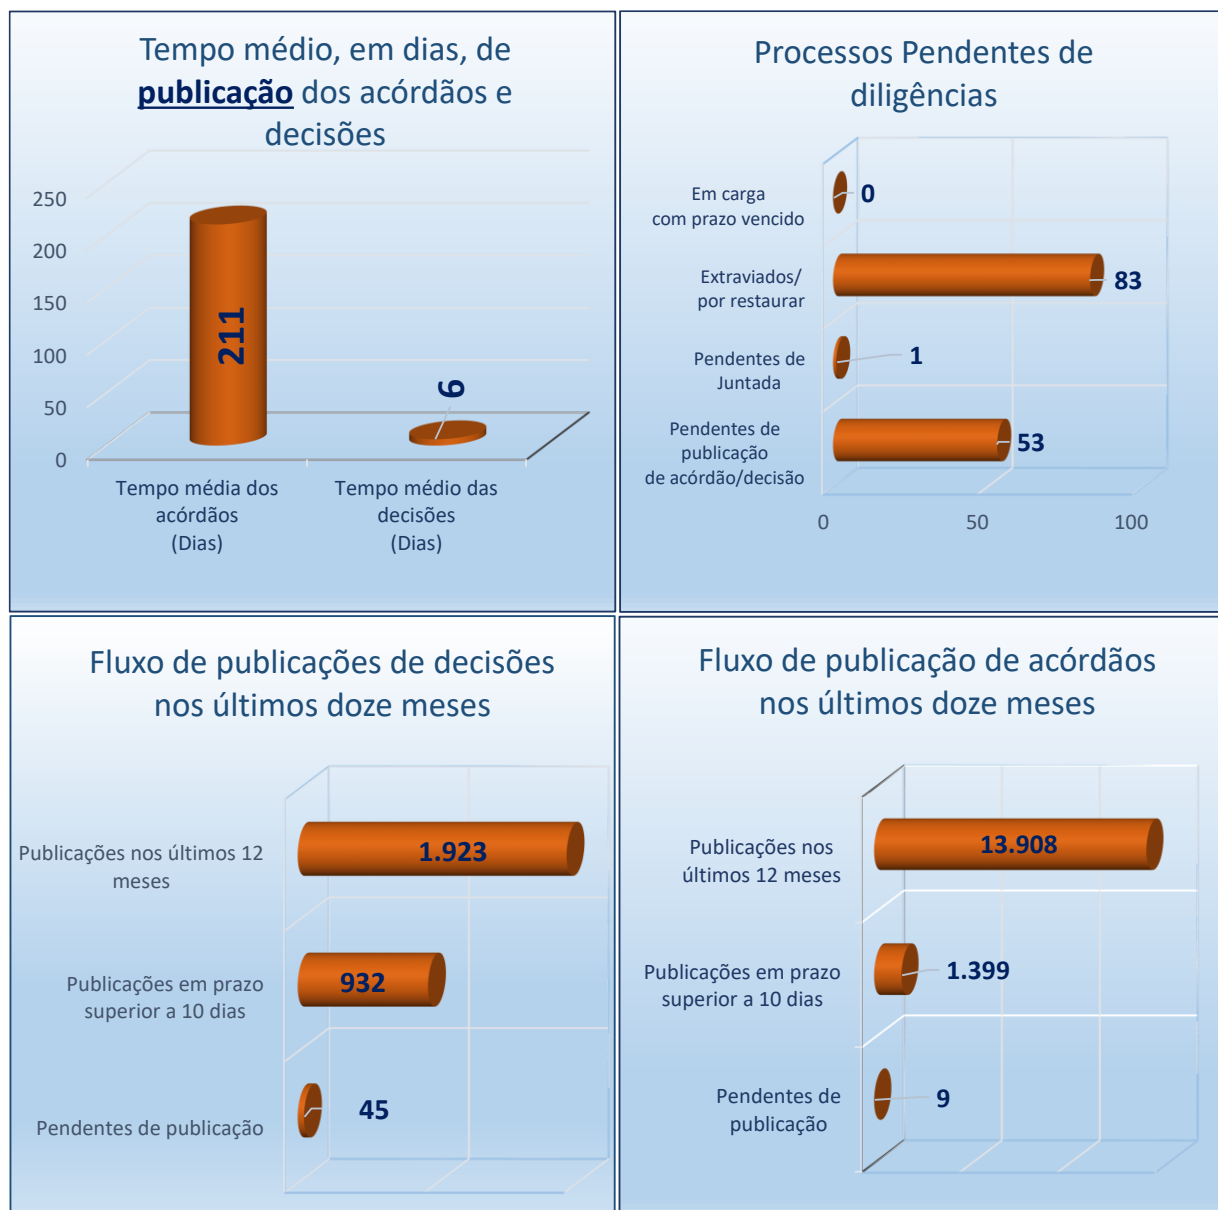 Tempo médio, em dias, de
publicação dos acórdãos e
decisões
250
200
150
100
50
0
211
6
Tempo média dos
acórdãos
(Dias)
Tempo médio das
decisões
(Dias)
Processos Pendentes de
diligências
Em carga
com prazo vencido
0
Extraviados/
por restaurar
83
Pendentes de
Juntada
1
Pendentes de
publicação
de acórdão/decisão
53
0 50 100
Fluxo de publicações de decisões
nos últimos doze meses
Publicações nos últimos 12
meses
1.923
Publicações em prazo
superior a 10 dias
932
Pendentes de publicação
45
Fluxo de publicação de acórdãos
nos últimos doze meses
Publicações nos
últimos 12 meses
13.908
Publicações em prazo
superior a 10 dias
1.399
Pendentes de
publicação
9